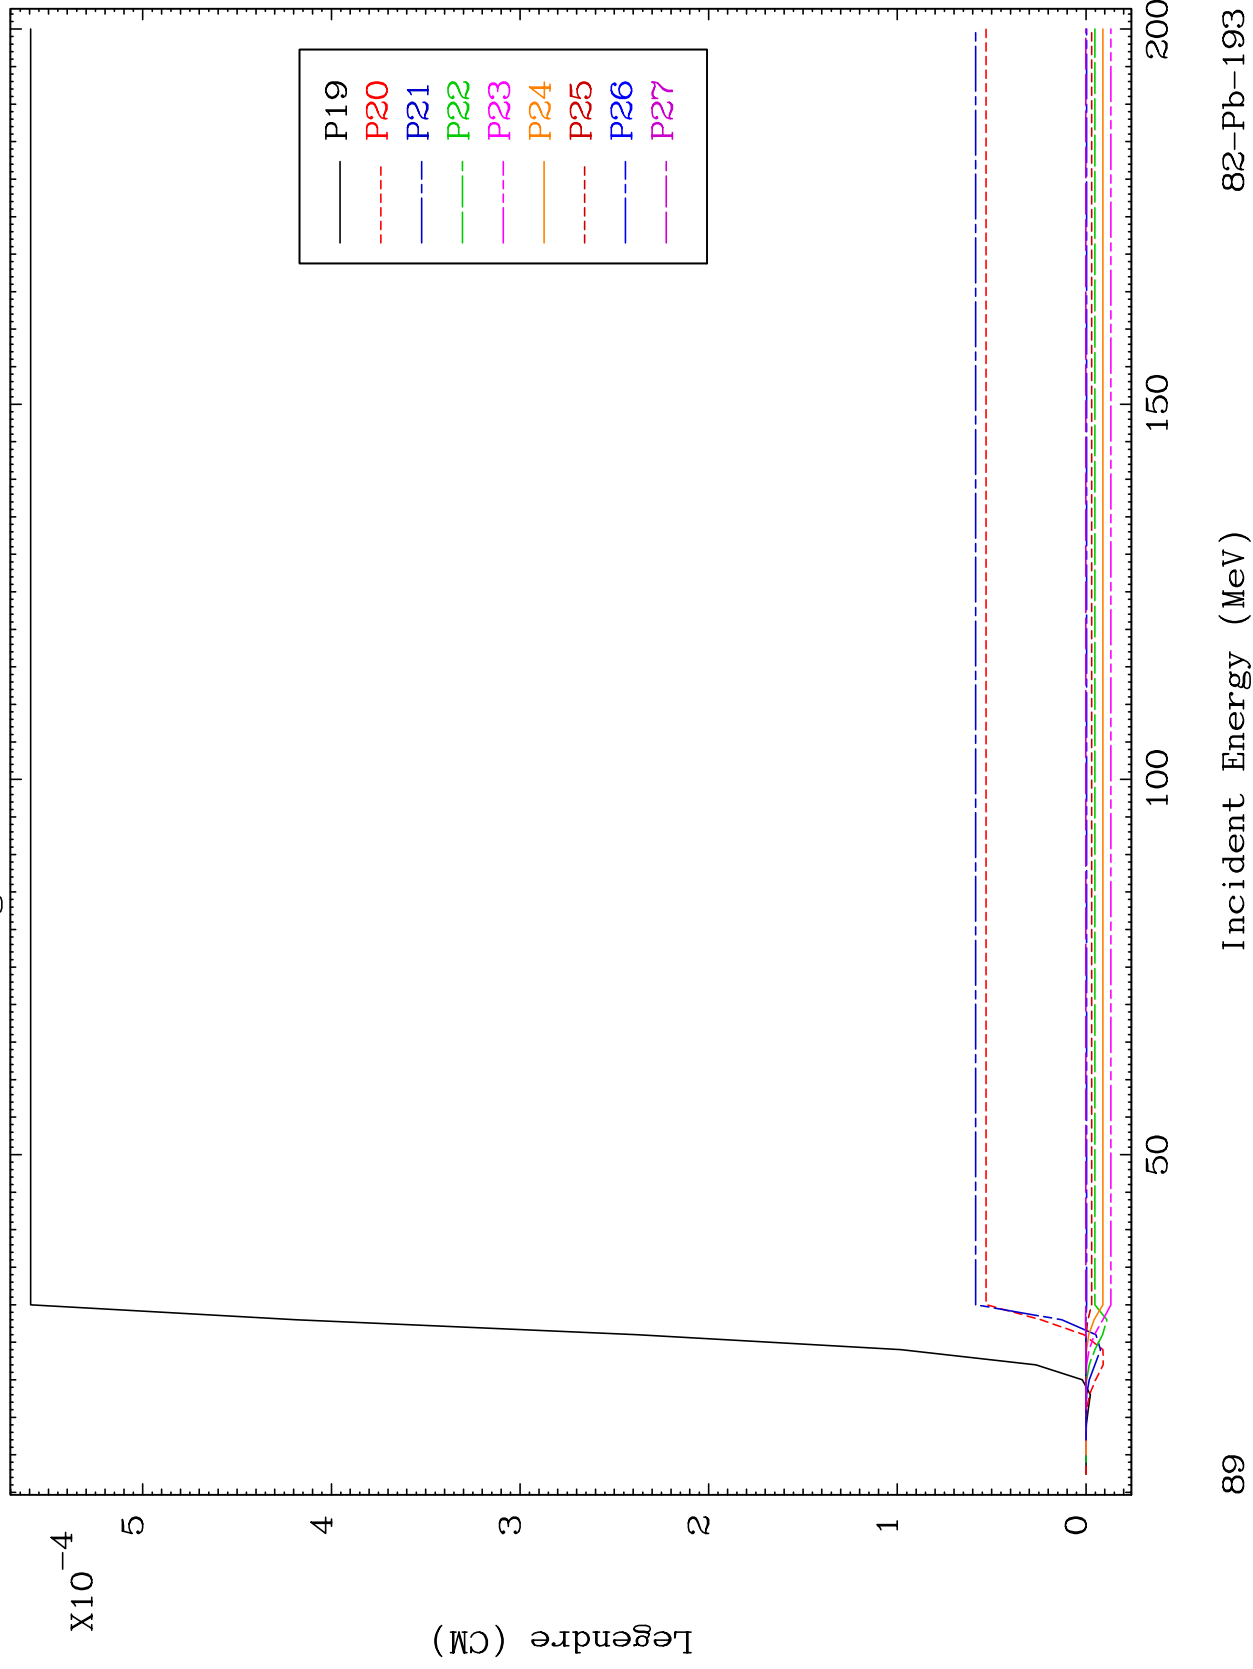 X10-4
Legendre (CM)
5
4
3
2
1
0
50
100
150
200
P19
P20
P21
P22
P23
P24
P25
P26
P27
89
Incident Energy (MeV)
82-Pb-193